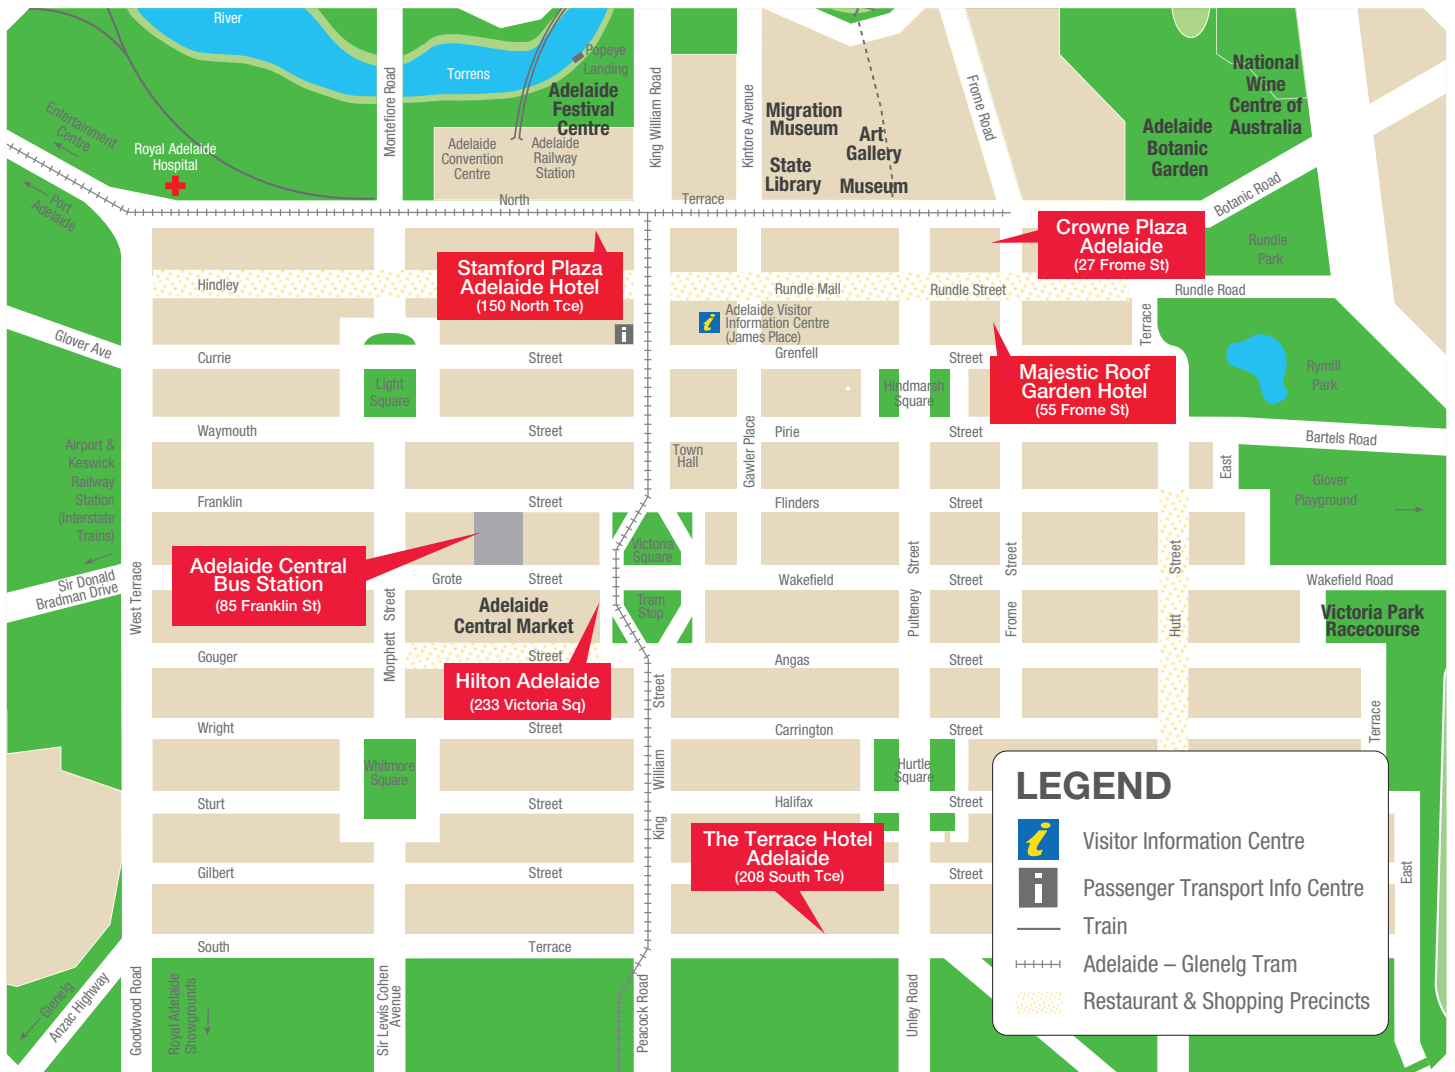 River
Torrens
Popeye
Landing
Adelaide
Festival
Centre
Montefiore Road
King William Road
Kintore Avenue
Frome Road
Migration
Museum
Art
Gallery
State
Library
Museum
National
Wine
Centre of
Australia
Adelaide
Botanic
Garden
Botanic Road
Entertainment
Centre
Royal Adelaide
Hospital
Port
Adelaide
Adelaide
Convention
Centre
Adelaide
Railway
Station
North
Terrace
Crowne Plaza
Adelaide
(27 Frome St)
Rundle
Park
Stamford Plaza
Adelaide Hotel
(150 North Tce)
Hindley
Rundle Mall
Rundle Street
Rundle Road
Adelaide Visitor
Information Centre
(James Place)
Terrace
Glover Ave
Currie
Street
Grenfell
Street
Light
Square
Hindmarsh
Square
Majestic Roof
Garden Hotel
(55 Frome St)
Rymill
Park
Waymouth
Street
Pirie
Street
Bartels Road
Town
Hall
Gawler Place
East
Airport &
Keswick
Railway
Station
(Interstate
Trains)
Glover
Playground
Franklin
Street
Flinders
Street
Victoria
Square
Adelaide Central
Bus Station
(85 Franklin St)
Sir Donald
Bradman Drive
West Terrace
Grote
Street
Wakefield
Street
Wakefield Road
Street
Morphett
Adelaide
Central Market
Tram
Stop
Street
Pulteney
Street
Frome
Street
Hutt
Victoria Park
Racecourse
Gouger
Street
Angas
Street
Hilton Adelaide
(233 Victoria Sq)
Street
William
King
Terrace
East
Wright
Street
Carrington
Street
Whitmore
Square
Hurtle
Square
Sturt
Street
Halifax
Street
The Terrace Hotel
Adelaide
(208 South Tce)
Gilbert
Street
Street
South
Terrace
Glenelg
Anzac Highway
Goodwood Road
Royal Adelaide
Showgrounds
Sir Lewis Cohen
Avenue
Peacock Road
Unley Road
LEGEND
i
Visitor Information Centre
i
Passenger Transport Info Centre
Train
Adelaide – Glenelg Tram
Restaurant & Shopping Precincts